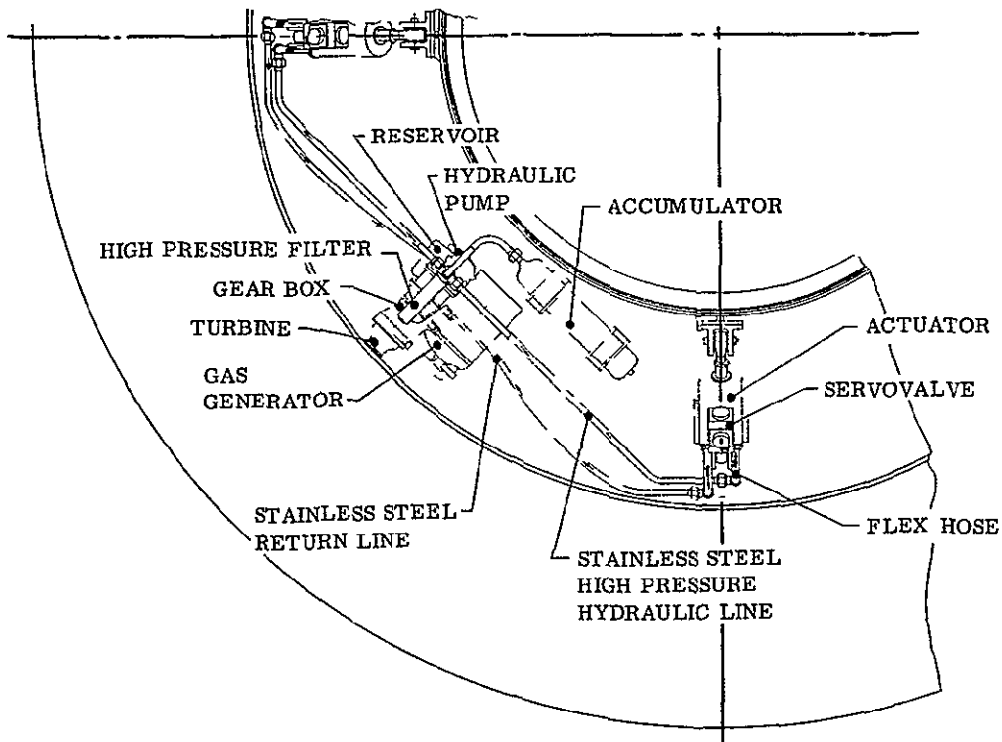 RESERVOIR
HYDRAULIC
PUMP
ACCUMULATOR
HIGH PRESSURE FILTER
GEAR BOX
TURBINE
GAS
GENERATOR
ACTUATOR
SERVOVALVE
STAINLESS STEEL
RETURN LINE
FLEX HOSE
STAINLESS STEEL
HIGH PRESSURE
HYDRAULIC LINE